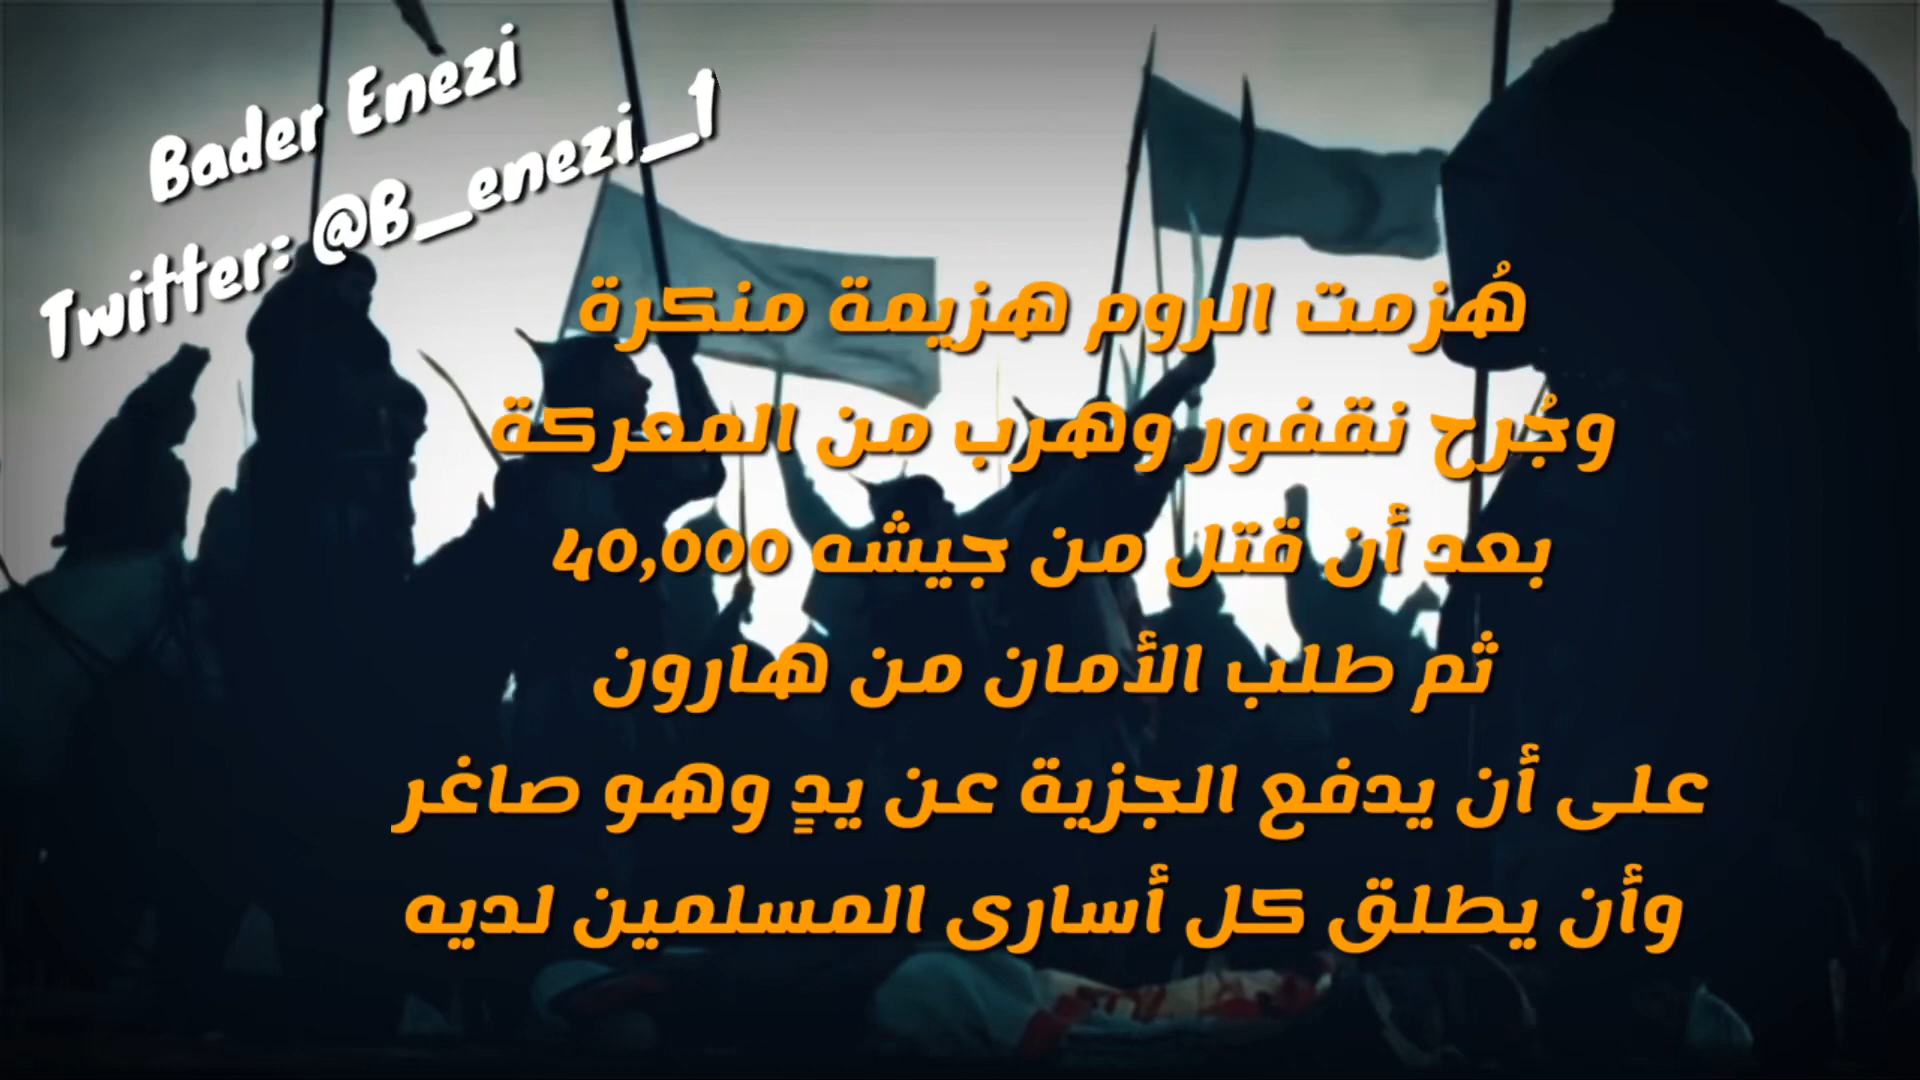 Bader Enezi
Twitter: @B_enezi_1
هُزمت الروم هزيمة منكرة
وجُرح نقفور وهرب من المعركة
بعد أن قتل من جيشه 40,000
ثم طلب الأمان من هارون
على أن يدفع الجزية عن يدٍ وهو صاغر
وأن يطلق كل أسارى المسلمين لديه